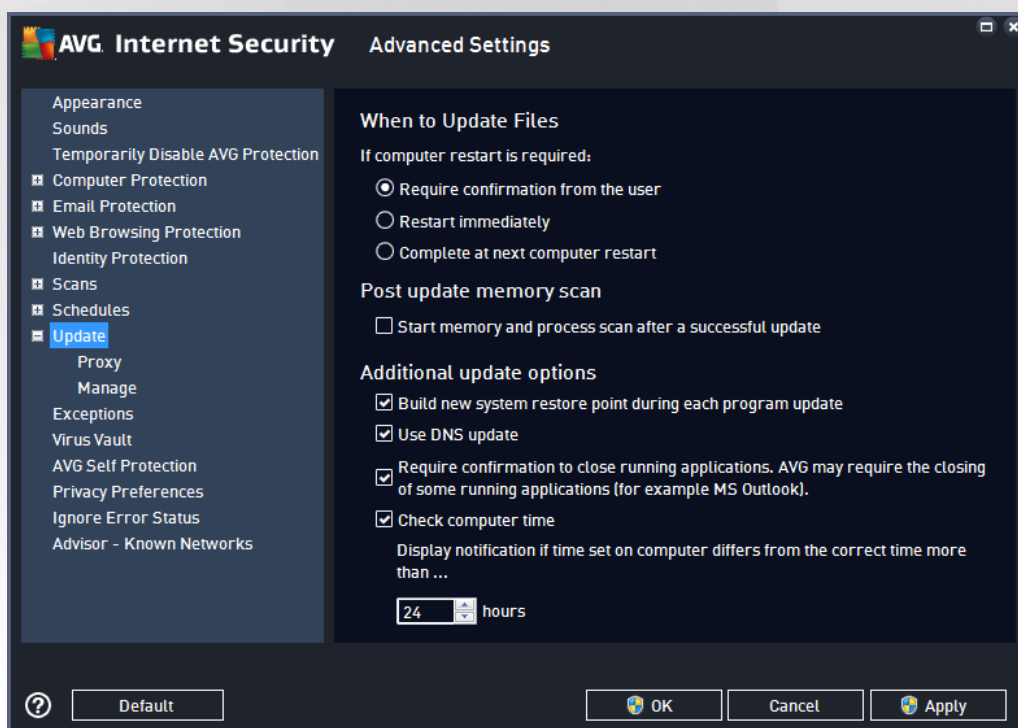 AVG. Internet Security Advanced Settings
Appearance
Sounds
Temporarily Disable AVG Protection
Computer Protection
Email Protection
Web Browsing Protection
Identity Protection
Scans
Schedules
Update
Proxy
Manage
Exceptions
Virus Vault
AVG Self Protection
Privacy Preferences
Ignore Error Status
Advisor - Known Networks
When to Update Files
If computer restart is required:
Require confirmation from the user
Restart immediately
Complete at next computer restart
Post update memory scan
Start memory and process scan after a successful update
Additional update options
Build new system restore point during each program update
Use DNS update
Require confirmation to close running applications. AVG may require the closing
of some running applications (for example MS Outlook).
Check computer time
Display notification if time set on computer differs from the correct time more
than ...
24 hours
? Default OK Cancel Apply